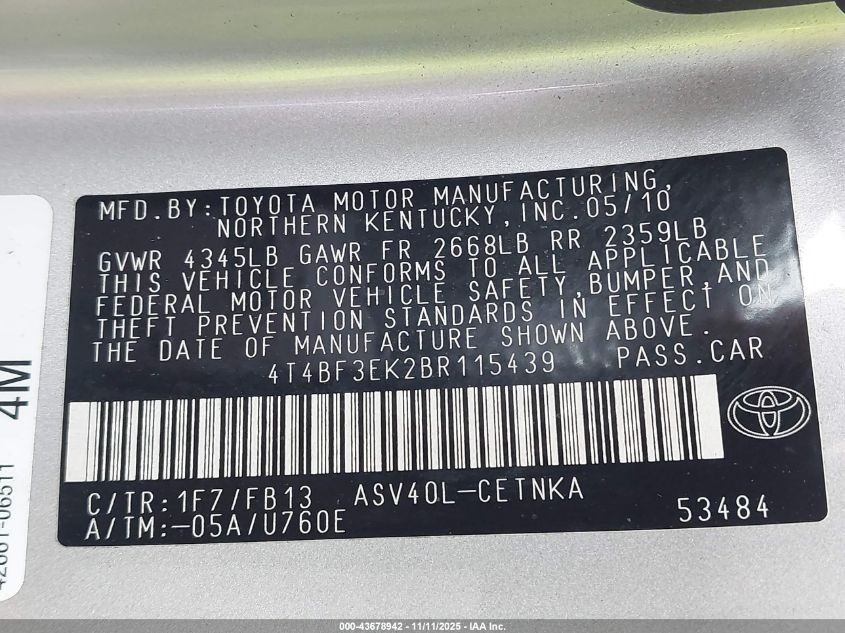 MFD.BY:TOYOTA MOTOR MANUFACTURING,
NORTHERN KENTUCKY,INC.05/10
GVWR 4345LB GAWR FR 2668LB RR 2359LB
THIS VEHICLE CONFORMS TO ALL APPLICABLE
FEDERAL MOTOR VEHICLE SAFETY,BUMPER,AND
THEFT PREVENTION STANDARDS IN EFFECT ON
THE DATE OF MANUFACTURE SHOWN ABOVE.
4T4BF3EK2BR115439 PASS.CAR
C/TR:1F7/FB13 ASV40L-CETNKA
A/TM:-05A/U760E 53484
4M
42661-06511
000-43678942 - 11/11/2025 - IAA Inc.